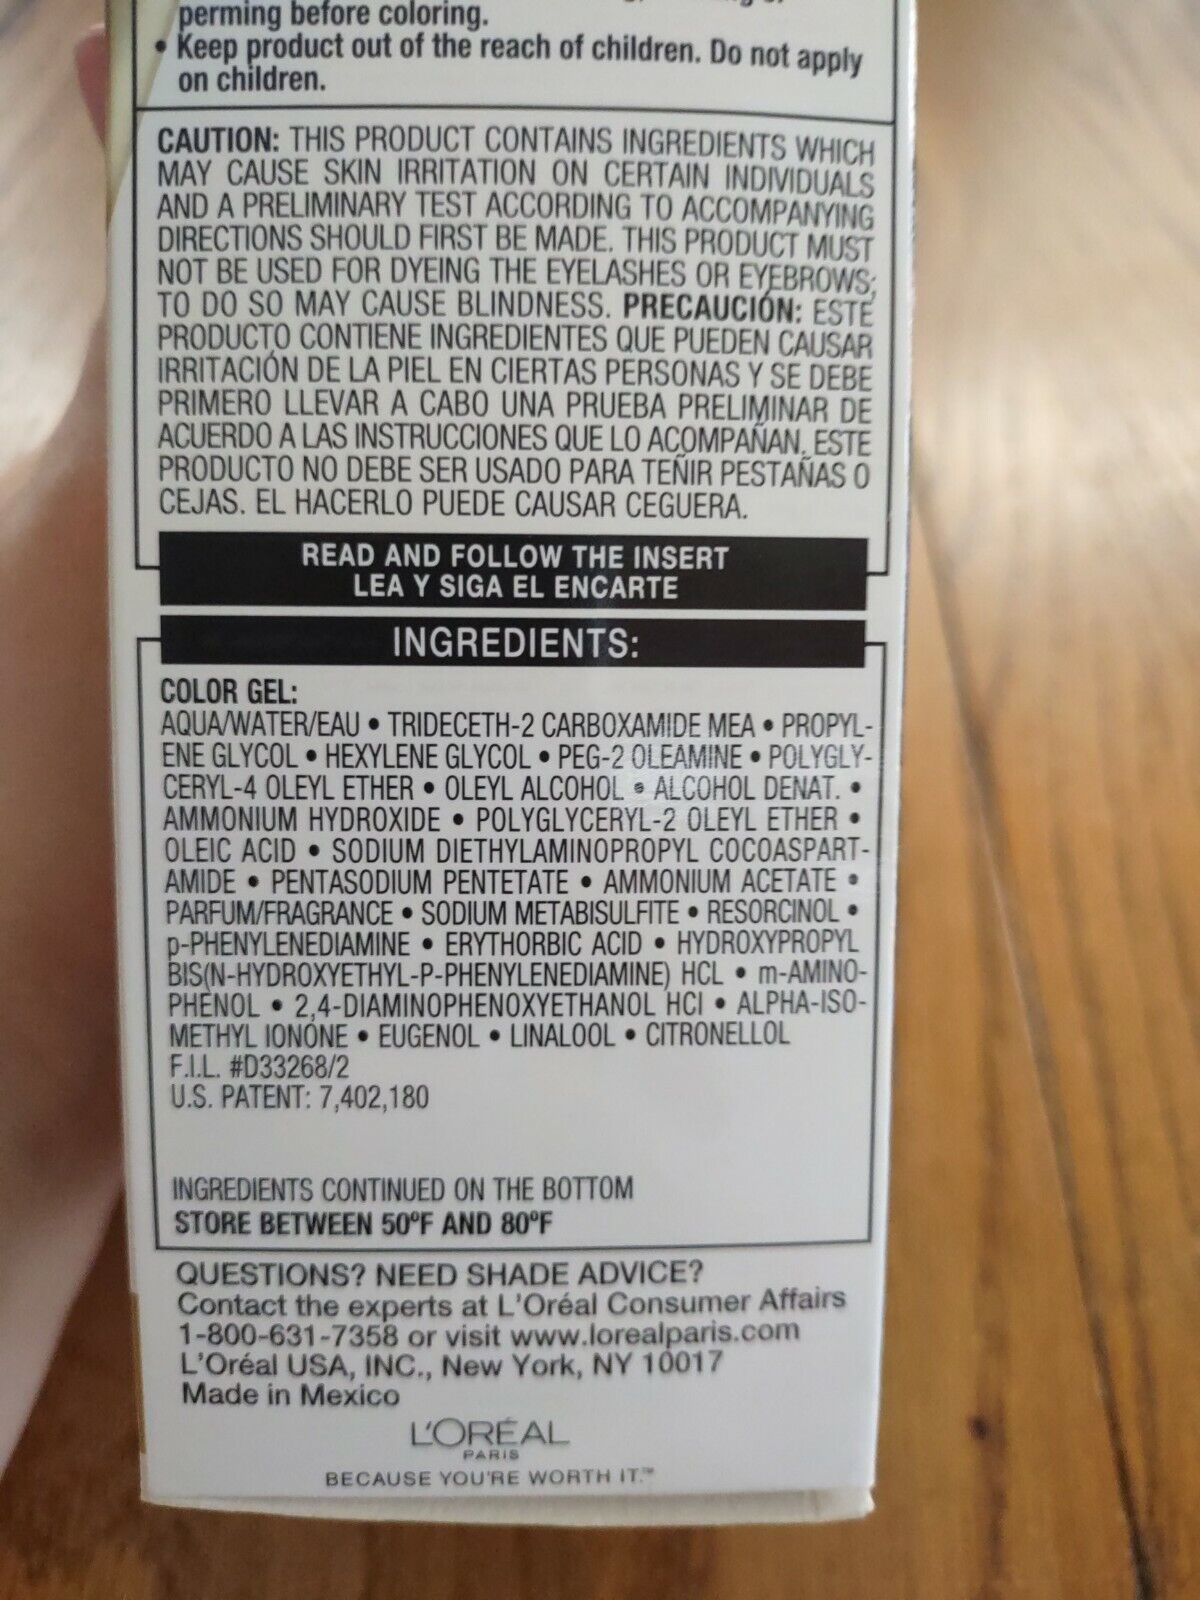 perming before coloring.
• Keep product out of the reach of children. Do not apply
on children.
CAUTION: THIS PRODUCT CONTAINS INGREDIENTS WHICH
MAY CAUSE SKIN IRRITATION ON CERTAIN INDIVIDUALS
AND A PRELIMINARY TEST ACCORDING TO ACCOMPANYING
DIRECTIONS SHOULD FIRST BE MADE. THIS PRODUCT MUST
NOT BE USED FOR DYEING THE EYELASHES OR EYEBROWS;
TO DO SO MAY CAUSE BLINDNESS. PRECAUCIÓN: ESTE
PRODUCTO CONTIENE INGREDIENTES QUE PUEDEN CAUSAR
IRRITACIÓN DE LA PIEL EN CIERTAS PERSONAS Y SE DEBE
PRIMERO LLEVAR A CABO UNA PRUEBA PRELIMINAR DE
ACUERDO A LAS INSTRUCCIONES QUE LO ACOMPAÑAN. ESTE
PRODUCTO NO DEBE SER USADO PARA TEÑIR PESTAÑAS O
CEJAS. EL HACERLO PUEDE CAUSAR CEGUERA.
READ AND FOLLOW THE INSERT
LEA Y SIGA EL ENCARTE
INGREDIENTS:
COLOR GEL:
AQUA/WATER/EAU • TRIDECETH-2 CARBOXAMIDE MEA • PROPYL-
ENE GLYCOL • HEXYLENE GLYCOL • PEG-2 OLEAMINE • POLYGLY-
CERYL-4 OLEYL ETHER • OLEYL ALCOHOL • ALCOHOL DENAT. •
AMMONIUM HYDROXIDE • POLYGLYCERYL-2 OLEYL ETHER •
OLEIC ACID • SODIUM DIETHYLAMINOPROPYL COCOASPART-
AMIDE • PENTASODIUM PENTETATE • AMMONIUM ACETATE •
PARFUM/FRAGRANCE • SODIUM METABISULFITE • RESORCINOL •
p-PHENYLENEDIAMINE • ERYTHORBIC ACID • HYDROXYPROPYL
BIS(N-HYDROXYETHYL-P-PHENYLENEDIAMINE) HCL • m-AMINO-
PHENOL • 2,4-DIAMINOPHENOXYETHANOL HCl • ALPHA-ISO-
METHYL IONONE • EUGENOL • LINALOOL • CITRONELLOL
F.I.L. #D33268/2
U.S. PATENT: 7,402,180
INGREDIENTS CONTINUED ON THE BOTTOM
STORE BETWEEN 50ºF AND 80ºF
QUESTIONS? NEED SHADE ADVICE?
Contact the experts at L'Oréal Consumer Affairs
1-800-631-7358 or visit www.lorealparis.com
L'Oréal USA, INC., New York, NY 10017
Made in Mexico
L'ORÉAL
PARIS
BECAUSE YOU'RE WORTH IT.™